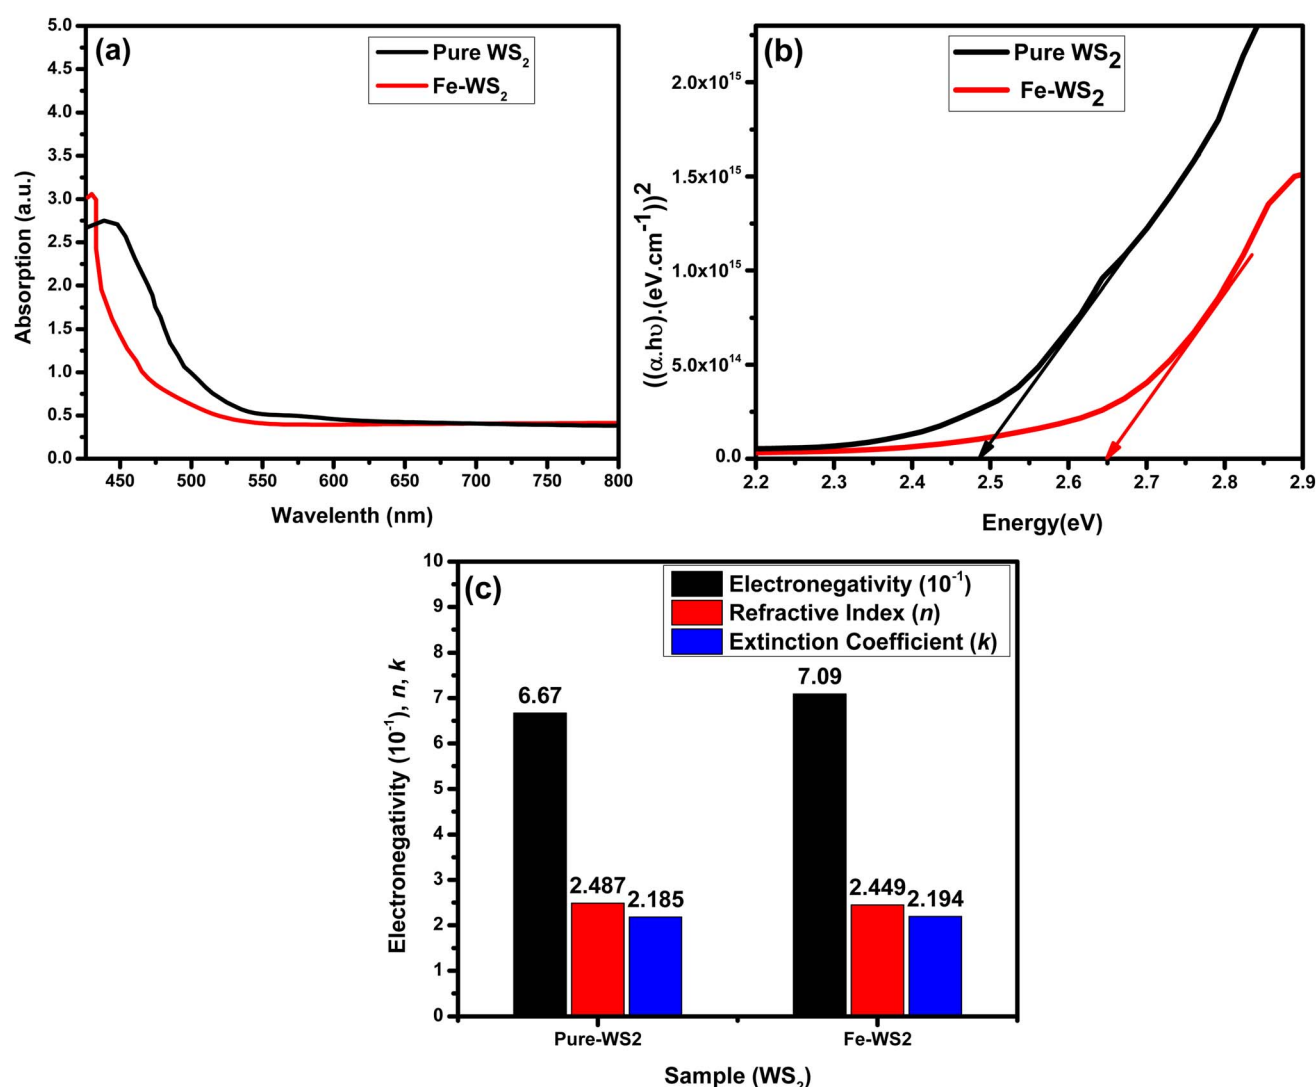 (a)
Pure WS2
Fe-WS2
5.0
4.5
4.0
3.5
3.0
2.5
2.0
1.5
1.0
0.5
0.0
Absorption (a.u.)
450 500 550 600 650 700 750 800
Wavelenth (nm)
(b)
Pure WS2
Fe-WS2
2.0x10^15
1.5x10^15
1.0x10^15
5.0x10^14
0.0
((α.hυ).(eV.cm^-1))^2
2.2 2.3 2.4 2.5 2.6 2.7 2.8 2.9
Energy(eV)
(c)
Electronegativity (10^-1)
Refractive Index (n)
Extinction Coefficient (k)
10
9
8
7
6
5
4
3
2
1
0
Electronegativity (10^-1), n, k
6.67
2.487
2.185
7.09
2.449
2.194
Pure-WS2 Fe-WS2
Sample (WS2)